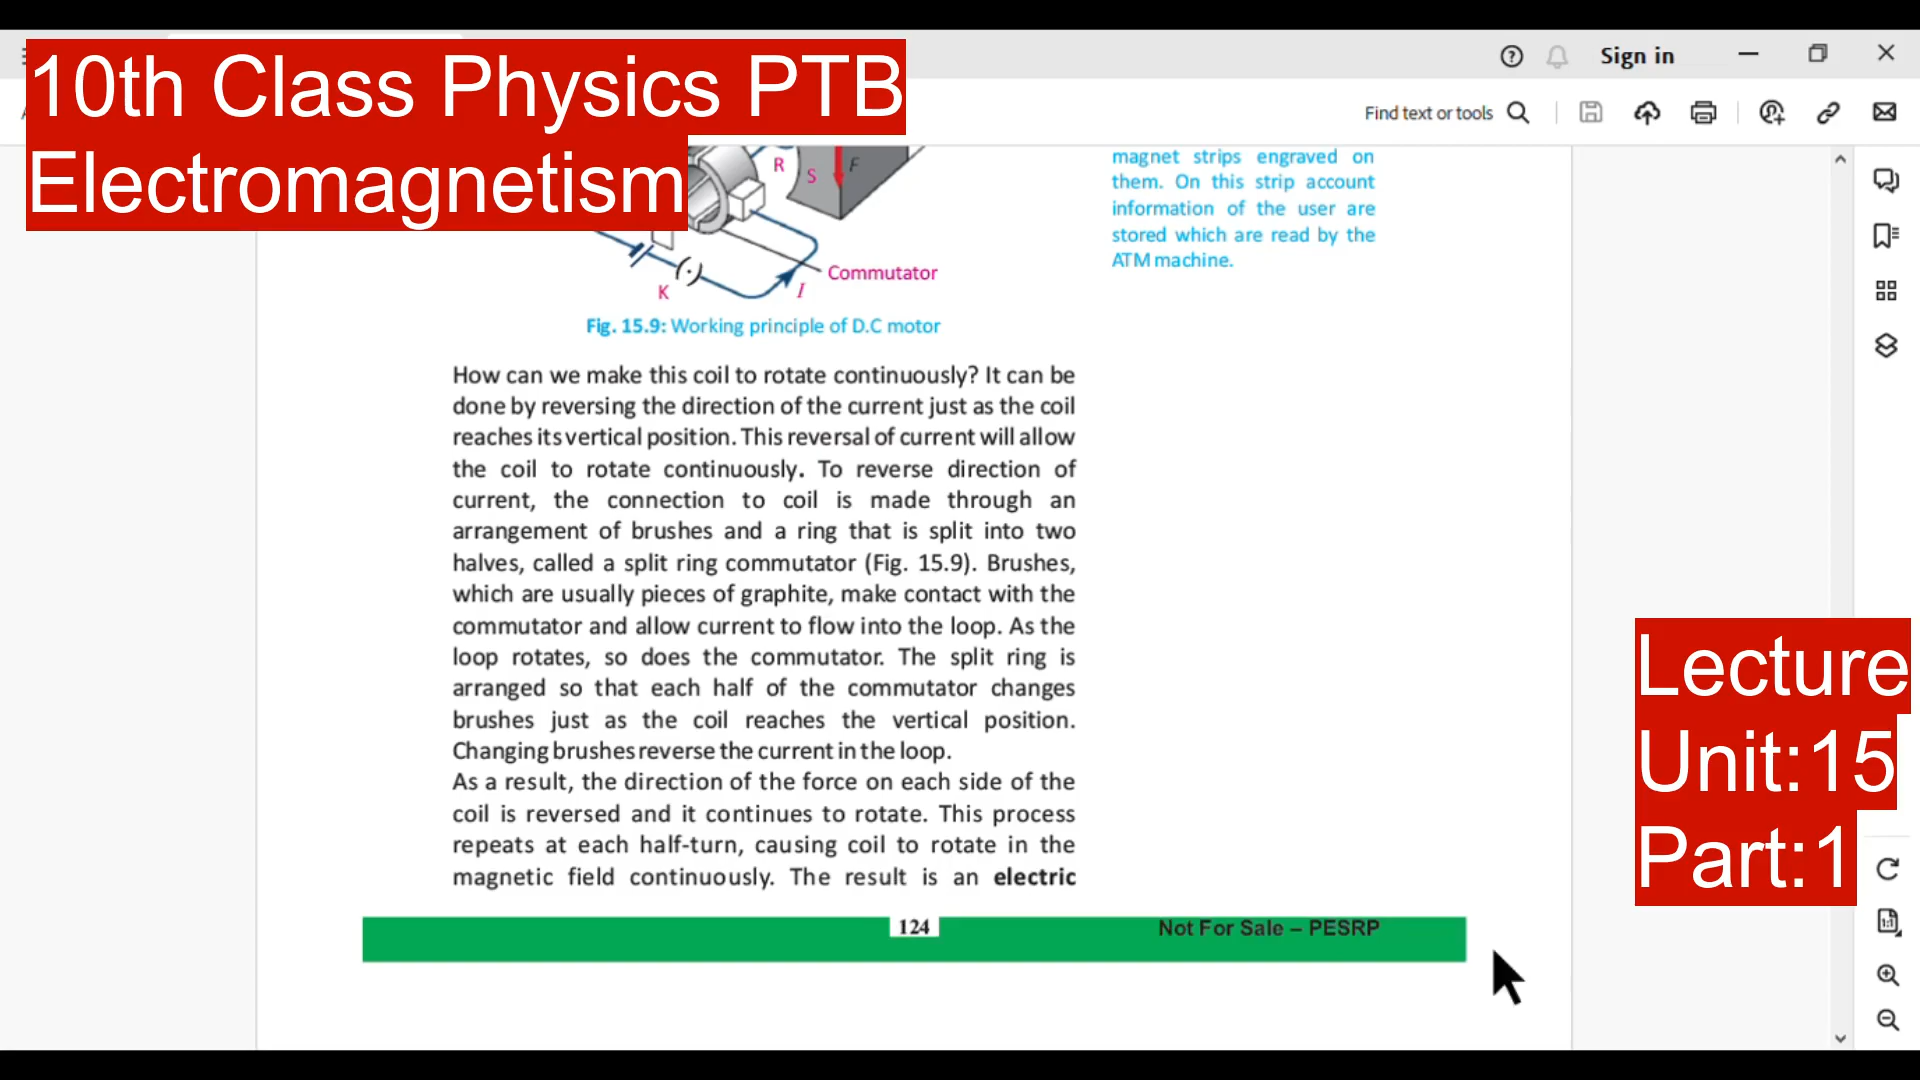 10th Class Physics PTB
Electromagnetism
Sign in
Find text or tools
R
S
F
Commutator
K
I
Fig. 15.9: Working principle of D.C motor
magnet strips engraved on
them. On this strip account
information of the user are
stored which are read by the
ATM machine.
How can we make this coil to rotate continuously? It can be
done by reversing the direction of the current just as the coil
reaches its vertical position. This reversal of current will allow
the coil to rotate continuously. To reverse direction of
current, the connection to coil is made through an
arrangement of brushes and a ring that is split into two
halves, called a split ring commutator (Fig. 15.9). Brushes,
which are usually pieces of graphite, make contact with the
commutator and allow current to flow into the loop. As the
loop rotates, so does the commutator. The split ring is
arranged so that each half of the commutator changes
brushes just as the coil reaches the vertical position.
Changing brushes reverse the current in the loop.
As a result, the direction of the force on each side of the
coil is reversed and it continues to rotate. This process
repeats at each half-turn, causing coil to rotate in the
magnetic field continuously. The result is an electric
124
Not For Sale – PESRP
Lecture
Unit:15
Part:1